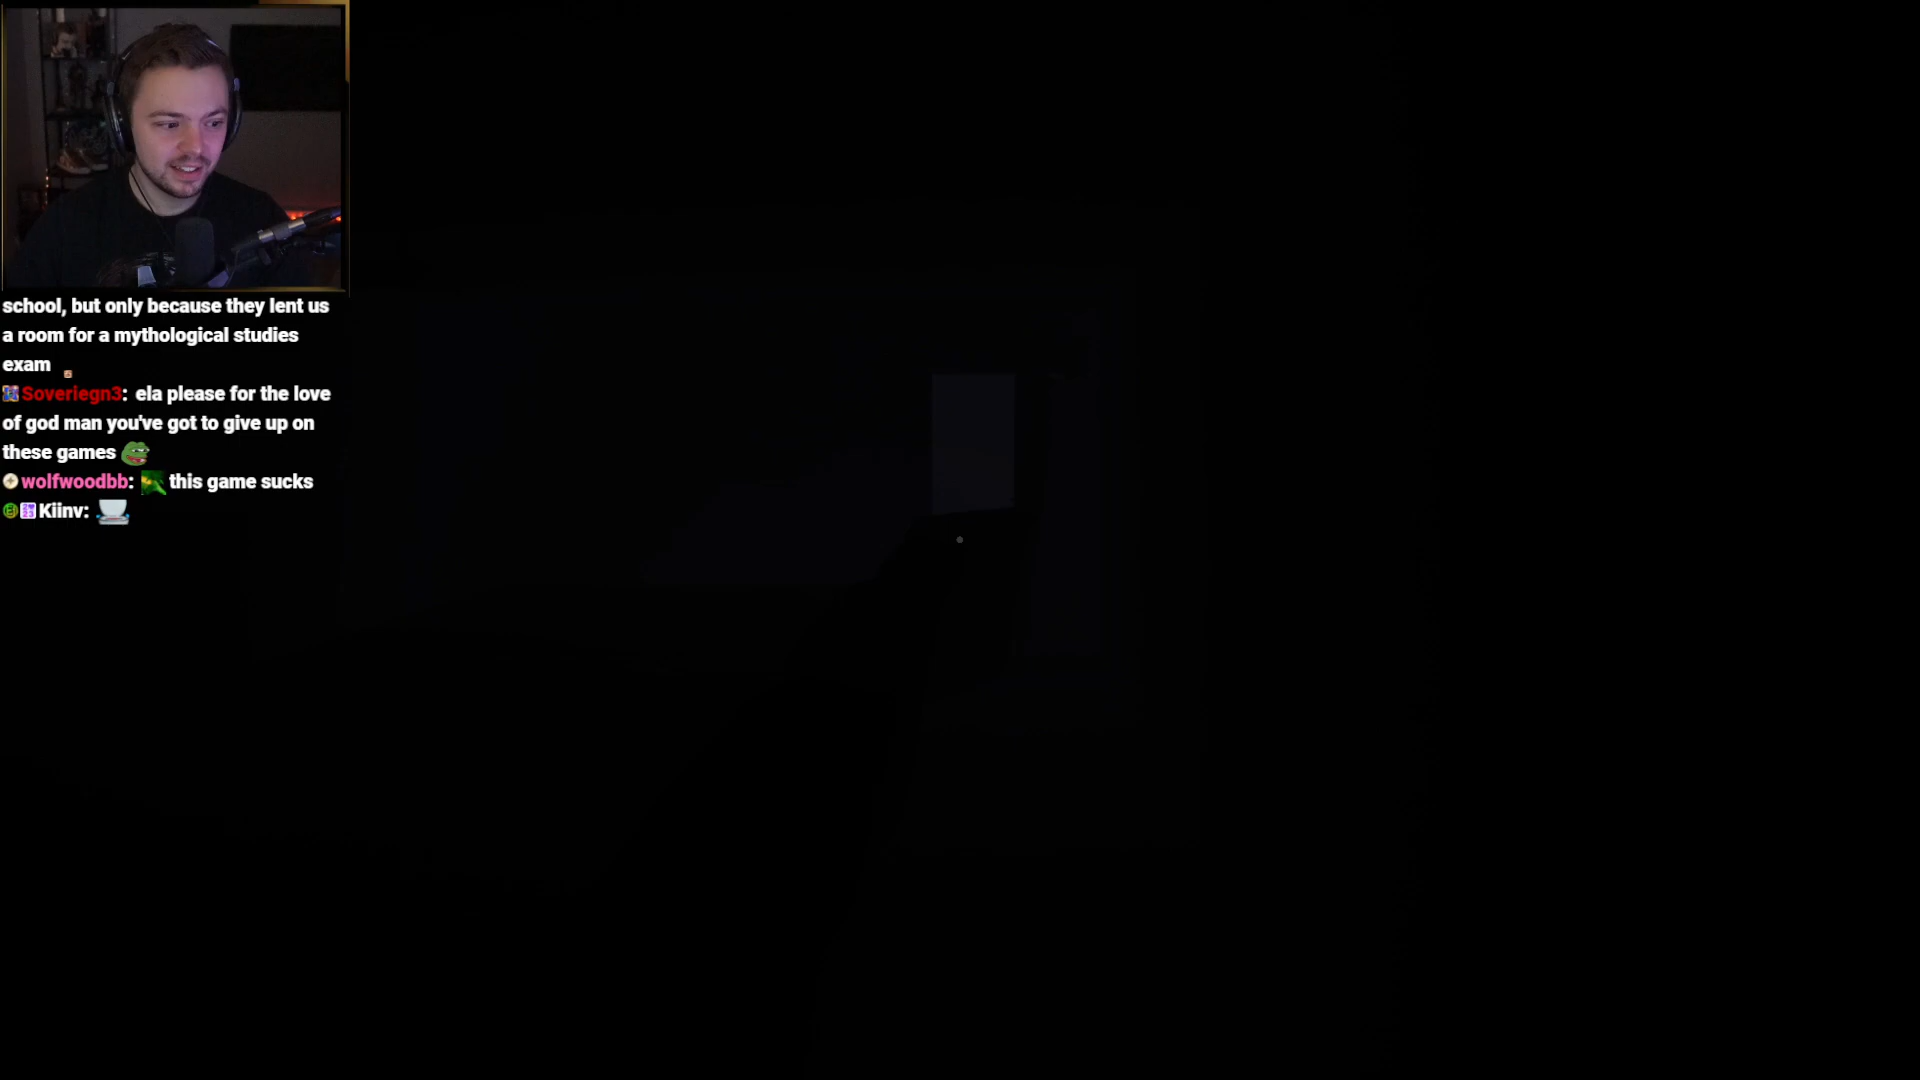 school, but only because they lent us
a room for a mythological studies
exam
Soveriegn3: ela please for the love
of god man you've got to give up on
these games
wolfwoodbb: this game sucks
Kiinv: